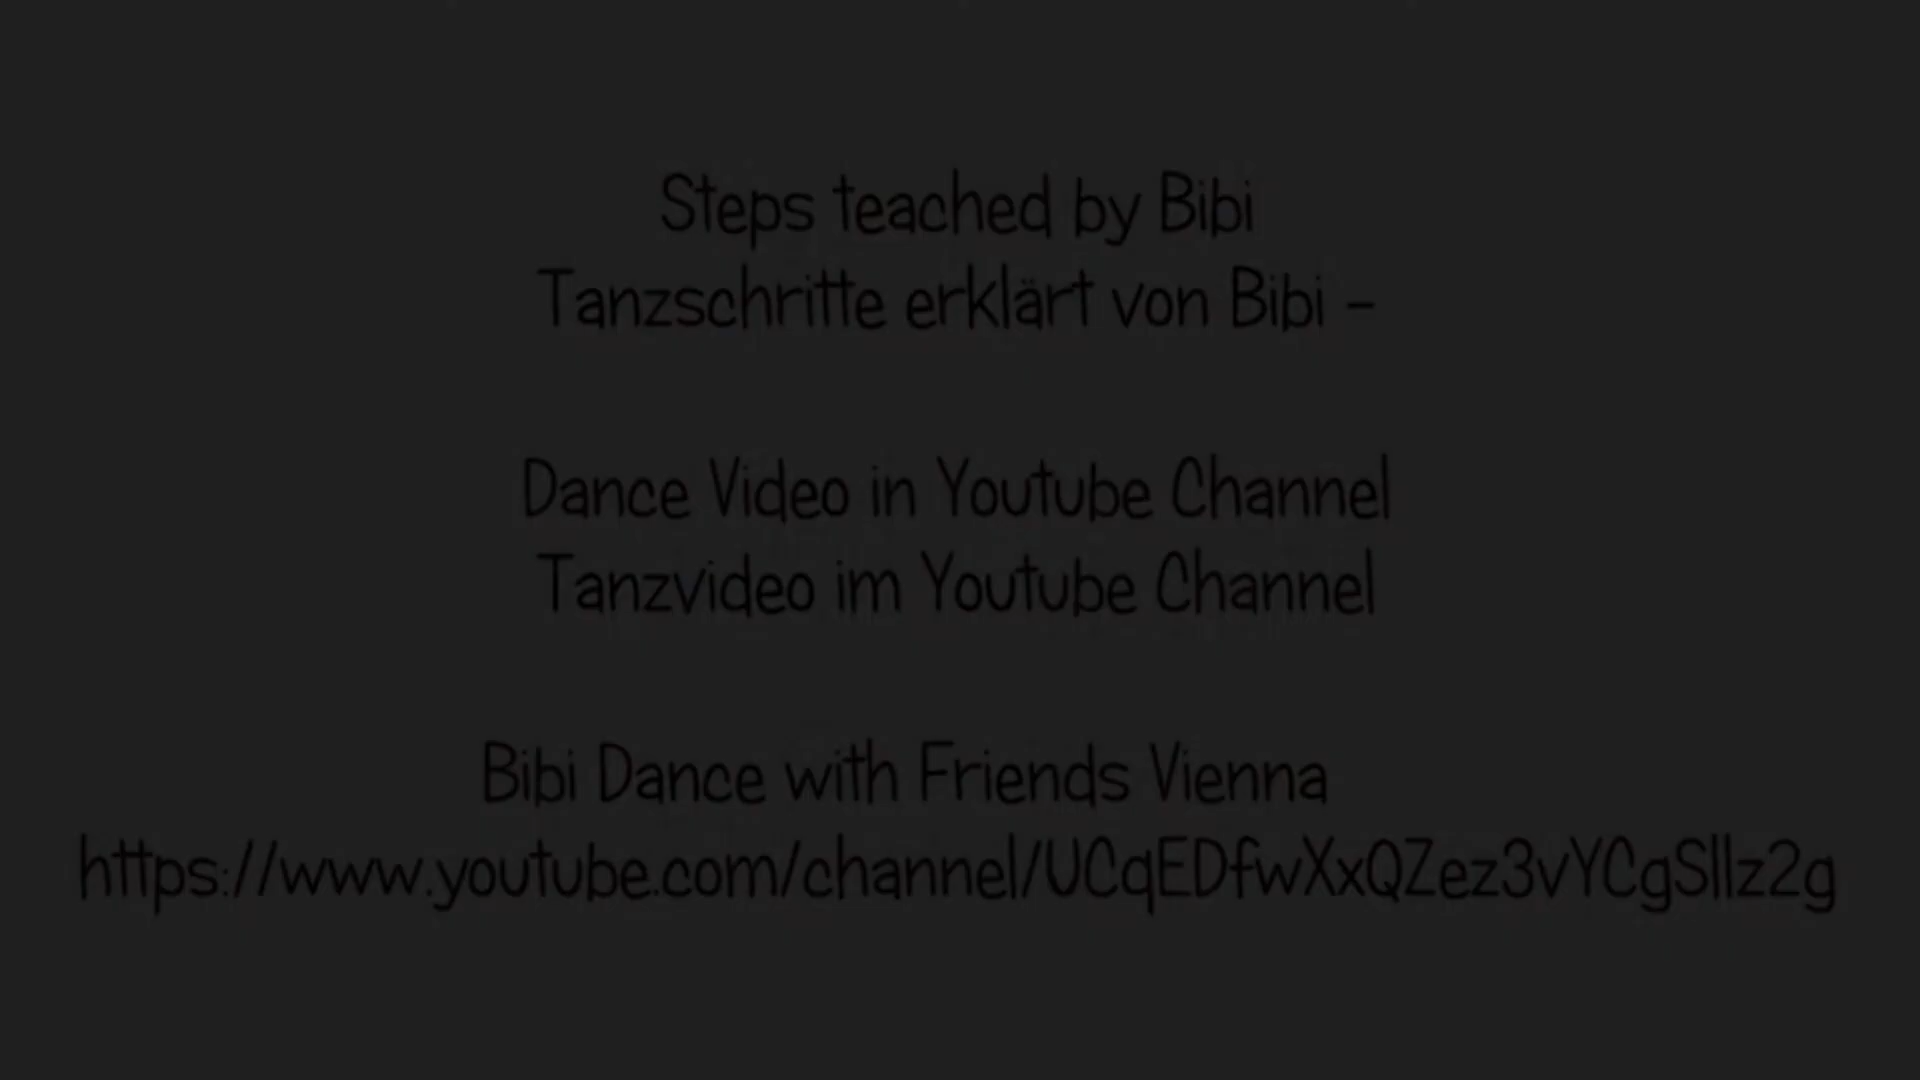 Steps teached by Bibi
Tanzschritte erklärt von Bibi -
Dance Video in Youtube Channel
Tanzvideo im Youtube Channel
Bibi Dance with Friends Vienna
https://www.youtube.com/channel/UCqEDfwXxQZez3vYCgSllz2g